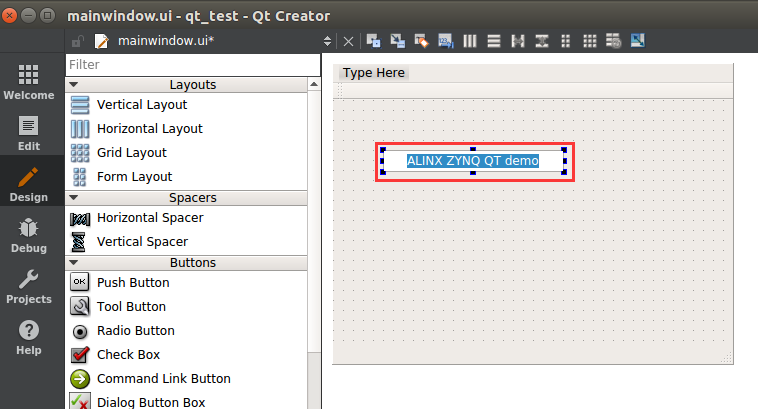 mainwindow.ui - qt_test - Qt Creator
mainwindow.ui*
Welcome
Edit
Design
Debug
Projects
Help
Filter
Layouts
Vertical Layout
Horizontal Layout
Grid Layout
Form Layout
Spacers
Horizontal Spacer
Vertical Spacer
Buttons
OK
Push Button
Tool Button
Radio Button
Check Box
Command Link Button
Dialog Button Box
Type Here
ALINX ZYNQ QT demo